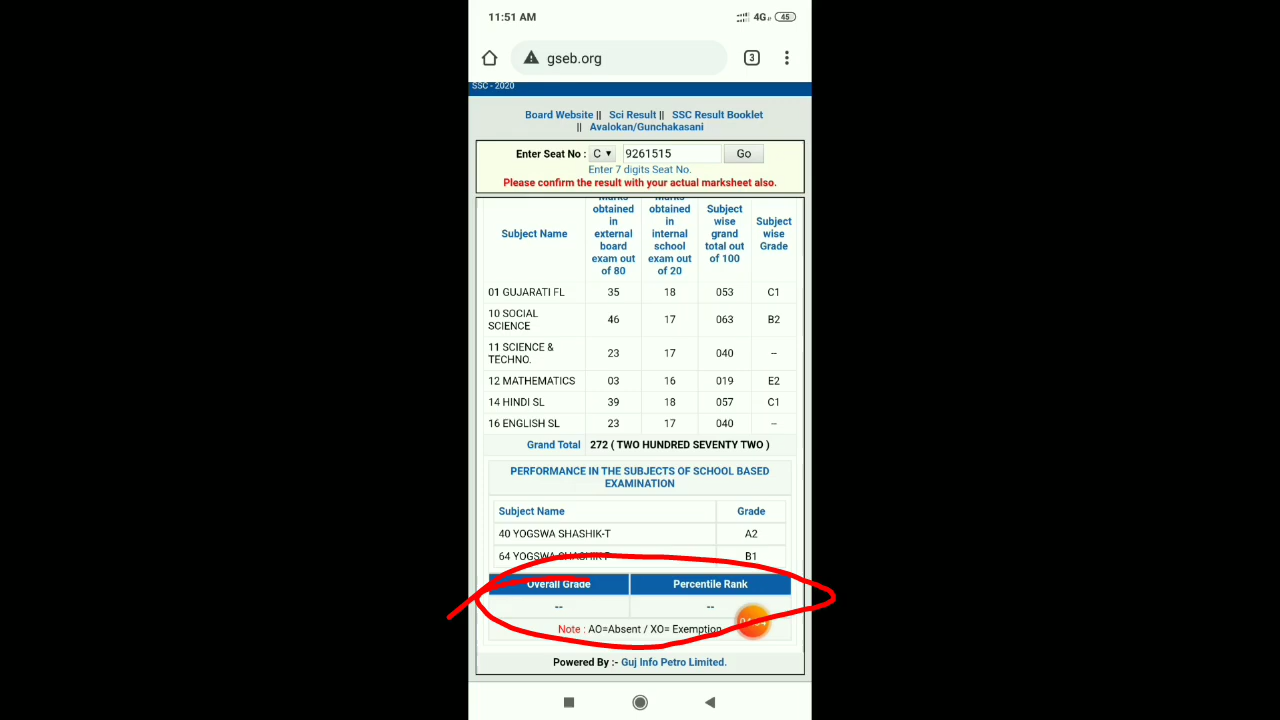 11:51 AM
4G 45
gseb.org
3
SSC - 2020
Board Website || Sci Result || SSC Result Booklet
|| Avalokan/Gunchakasani
Enter Seat No : C ▼ 9261515 Go
Enter 7 digits Seat No.
Please confirm the result with your actual marksheet also.
Subject Name
marks obtained in external board exam out of 80
marks obtained in internal school exam out of 20
Subject wise grand total out of 100
Subject wise Grade
01 GUJARATI FL 35 18 053 C1
10 SOCIAL SCIENCE 46 17 063 B2
11 SCIENCE & TECHNO. 23 17 040 --
12 MATHEMATICS 03 16 019 E2
14 HINDI SL 39 18 057 C1
16 ENGLISH SL 23 17 040 --
Grand Total 272 ( TWO HUNDRED SEVENTY TWO )
PERFORMANCE IN THE SUBJECTS OF SCHOOL BASED
EXAMINATION
Subject Name Grade
40 YOGSWA SHASHIK-T A2
64 YOGSWA SHASHIK-T B1
Overall Grade Percentile Rank
-- --
Note : AO=Absent / XO= Exemption
Powered By :- Guj Info Petro Limited.